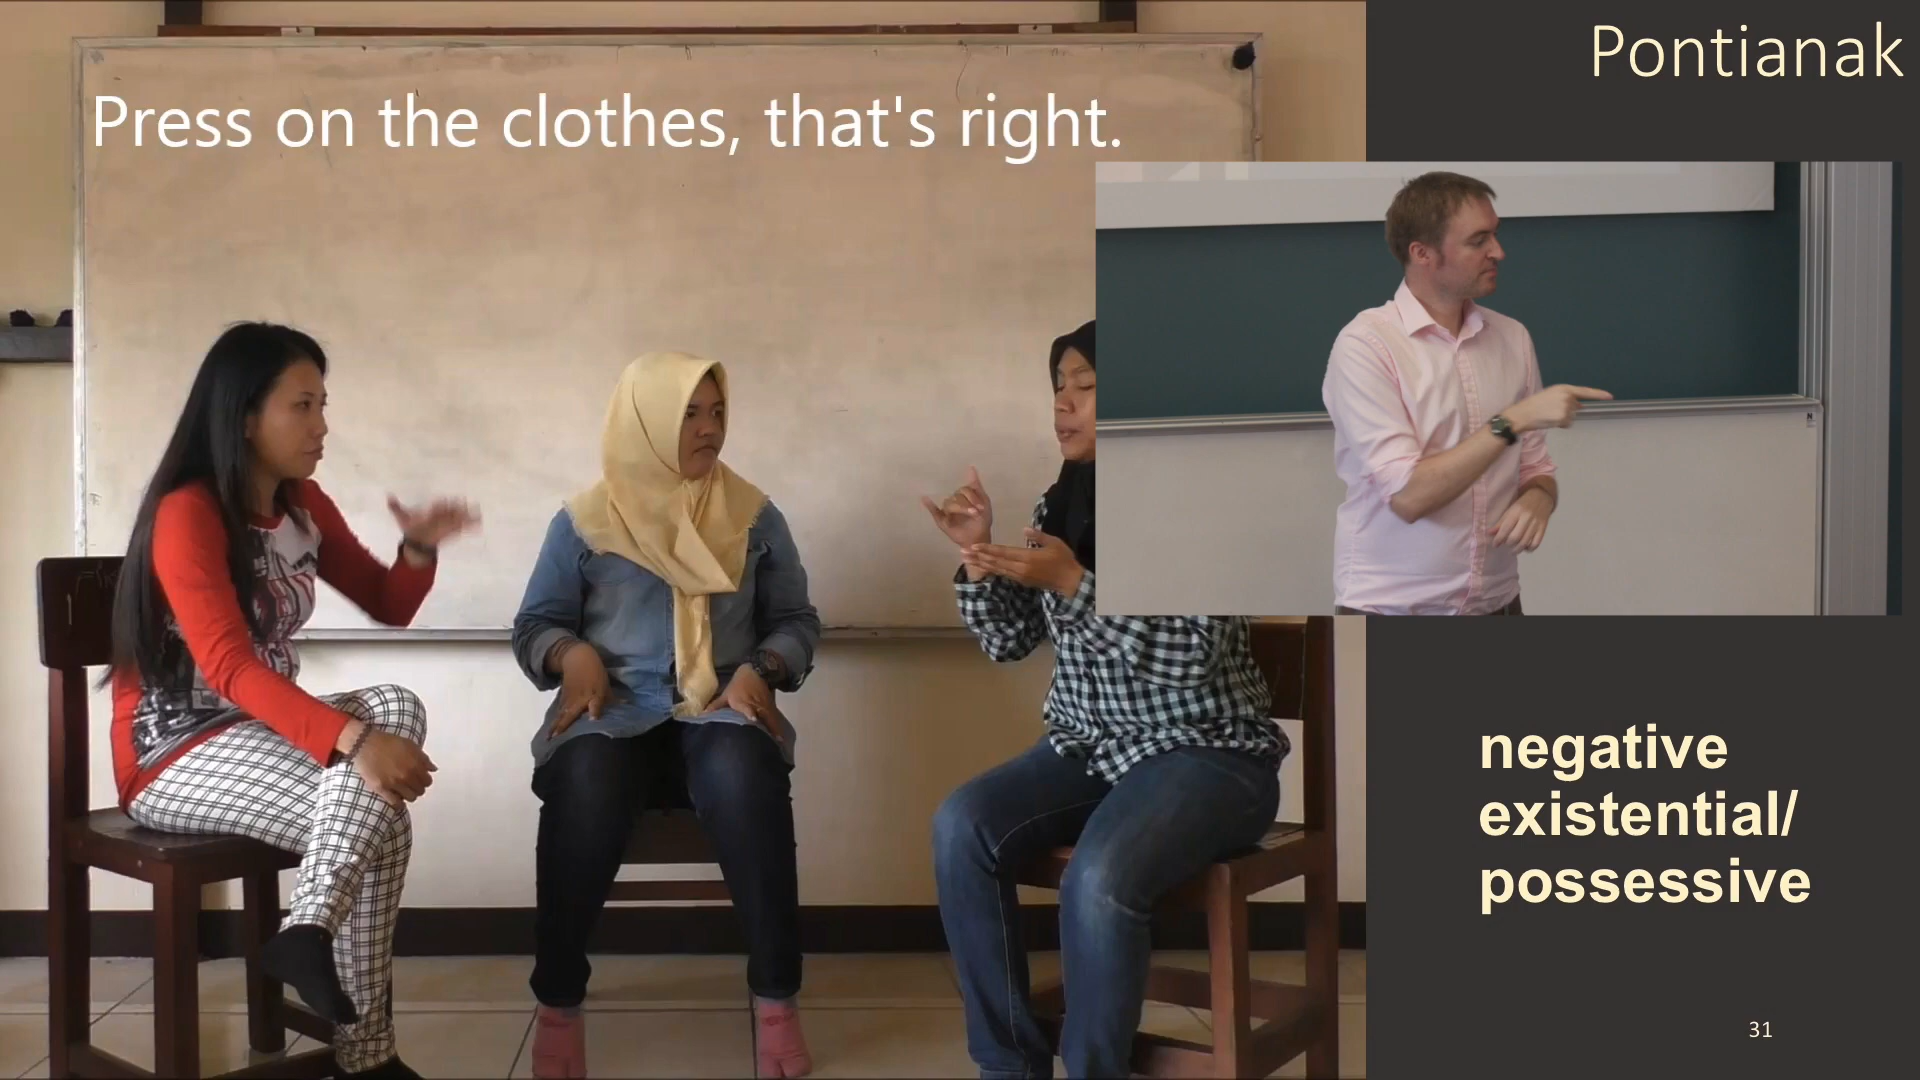 Pontianak
Press on the clothes, that's right.
negative
existential/
possessive
31